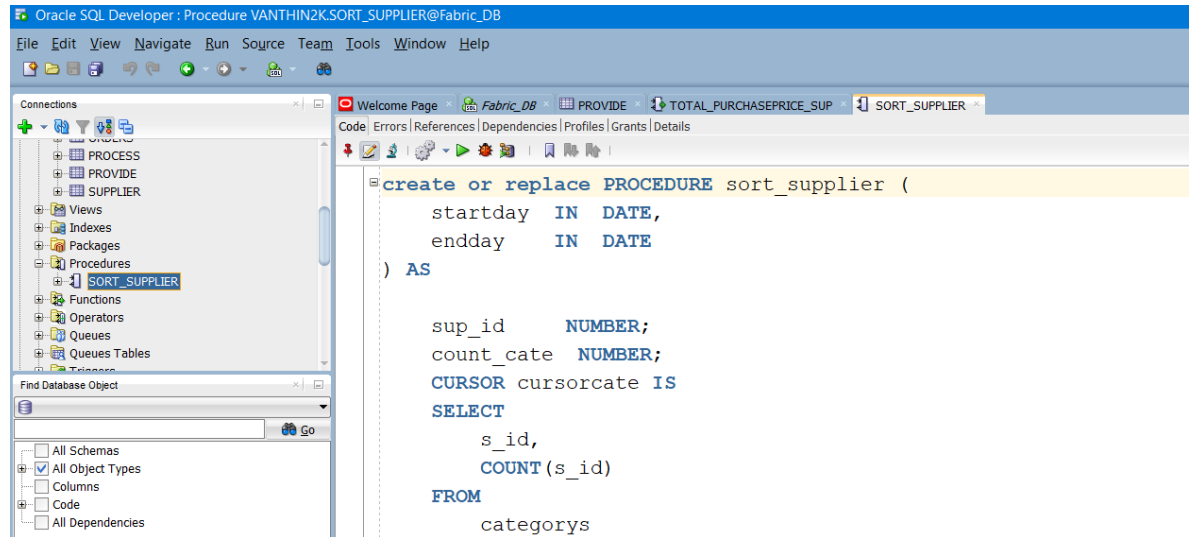 Oracle SQL Developer : Procedure VANTHIN2K.SORT_SUPPLIER@Fabric_DB
File Edit View Navigate Run Source Team Tools Window Help
Connections
ORDERS
PROCESS
PROVIDE
SUPPLIER
Views
Indexes
Packages
Procedures
SORT_SUPPLIER
Functions
Operators
Queues
Queues Tables
Triggers
Find Database Object
Go
All Schemas
All Object Types
Columns
Code
All Dependencies
Welcome Page Fabric_DB PROVIDE TOTAL_PURCHASEPRICE_SUP SORT_SUPPLIER
Code Errors References Dependencies Profiles Grants Details
create or replace PROCEDURE sort_supplier (
startday IN DATE,
endday IN DATE
) AS
sup_id NUMBER;
count_cate NUMBER;
CURSOR cursorcate IS
SELECT
s_id,
COUNT(s_id)
FROM
categorys